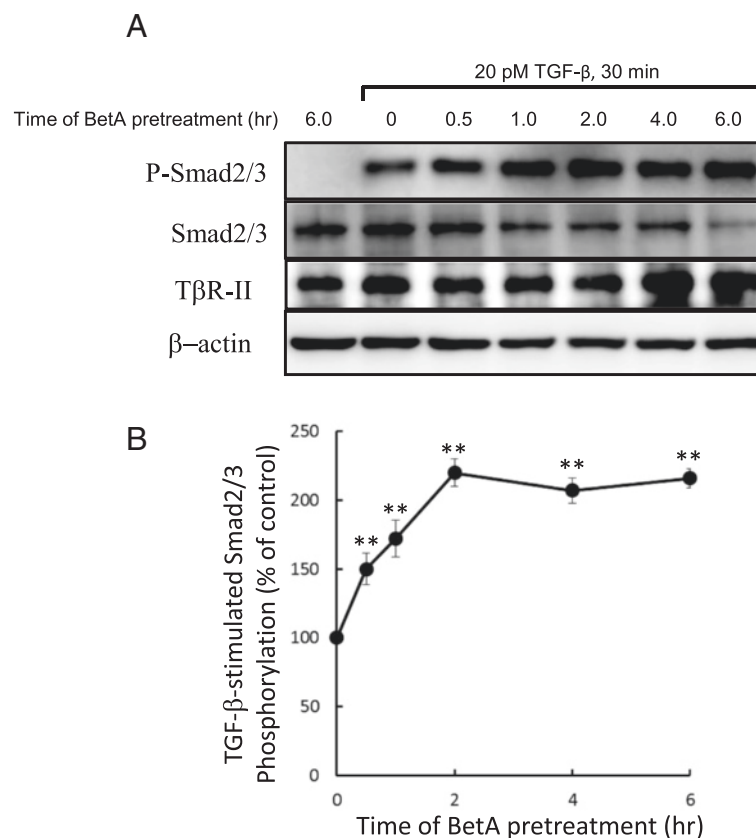 A
20 pM TGF-β, 30 min
Time of BetA pretreatment (hr) 6.0 0 0.5 1.0 2.0 4.0 6.0
P-Smad2/3
Smad2/3
TβR-II
β–actin
B
TGF-β-stimulated Smad2/3
Phosphorylation (% of control)
250
200
150
100
50
0
** ** ** ** **
0 2 4 6
Time of BetA pretreatment (hr)